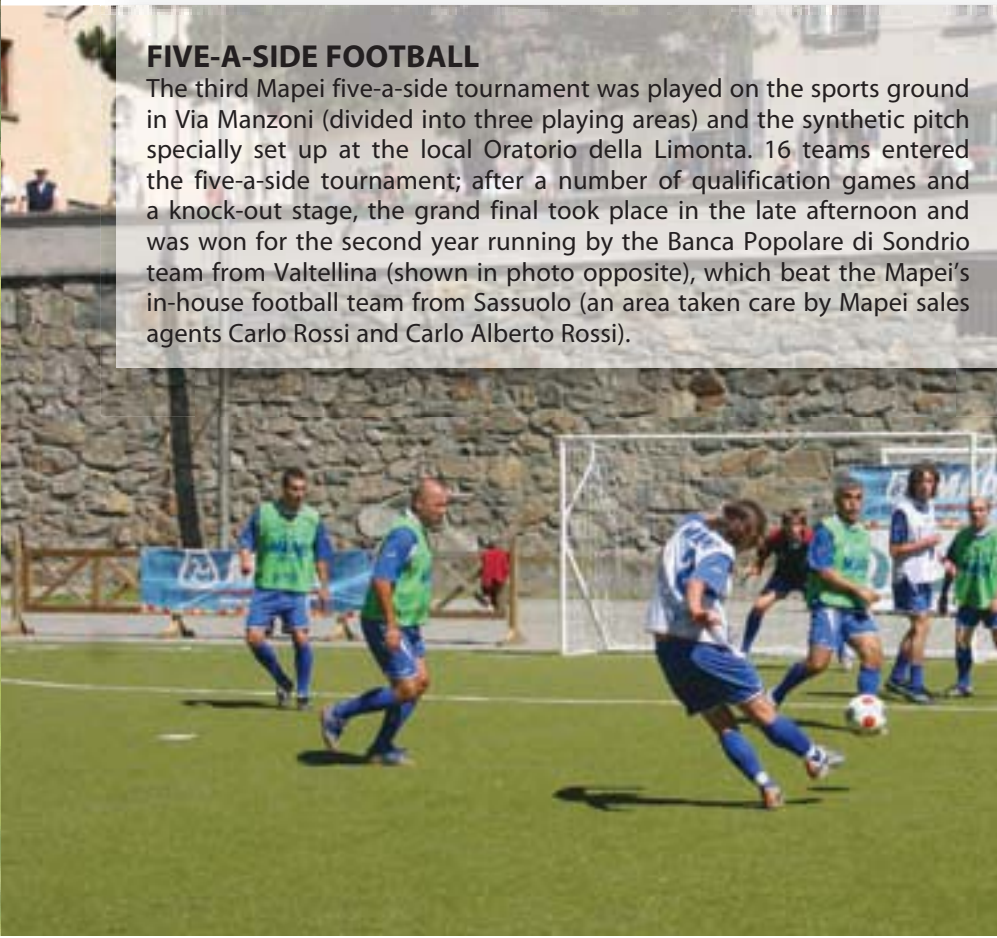 FIVE-A-SIDE FOOTBALL
The third Mapei five-a-side tournament was played on the sports ground
in Via Manzoni (divided into three playing areas) and the synthetic pitch
specially set up at the local Oratorio della Limonta. 16 teams entered
the five-a-side tournament; after a number of qualification games and
a knock-out stage, the grand final took place in the late afternoon and
was won for the second year running by the Banca Popolare di Sondrio
team from Valtellina (shown in photo opposite), which beat the Mapei's
in-house football team from Sassuolo (an area taken care by Mapei sales
agents Carlo Rossi and Carlo Alberto Rossi).